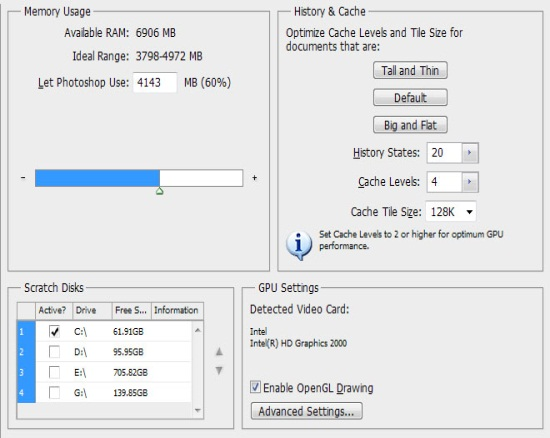 Memory Usage
Available RAM: 6906 MB
Ideal Range: 3798-4972 MB
Let Photoshop Use: 4143 MB (60%)
- +
History & Cache
Optimize Cache Levels and Tile Size for
documents that are:
Tall and Thin
Default
Big and Flat
History States: 20
Cache Levels: 4
Cache Tile Size: 128K
Set Cache Levels to 2 or higher for optimum GPU
performance.
Scratch Disks
Active? Drive Free S... Information
1 C:\ 61.91GB
2 D:\ 95.95GB
3 E:\ 705.82GB
4 G:\ 139.85GB
GPU Settings
Detected Video Card:
Intel
Intel(R) HD Graphics 2000
Enable OpenGL Drawing
Advanced Settings...